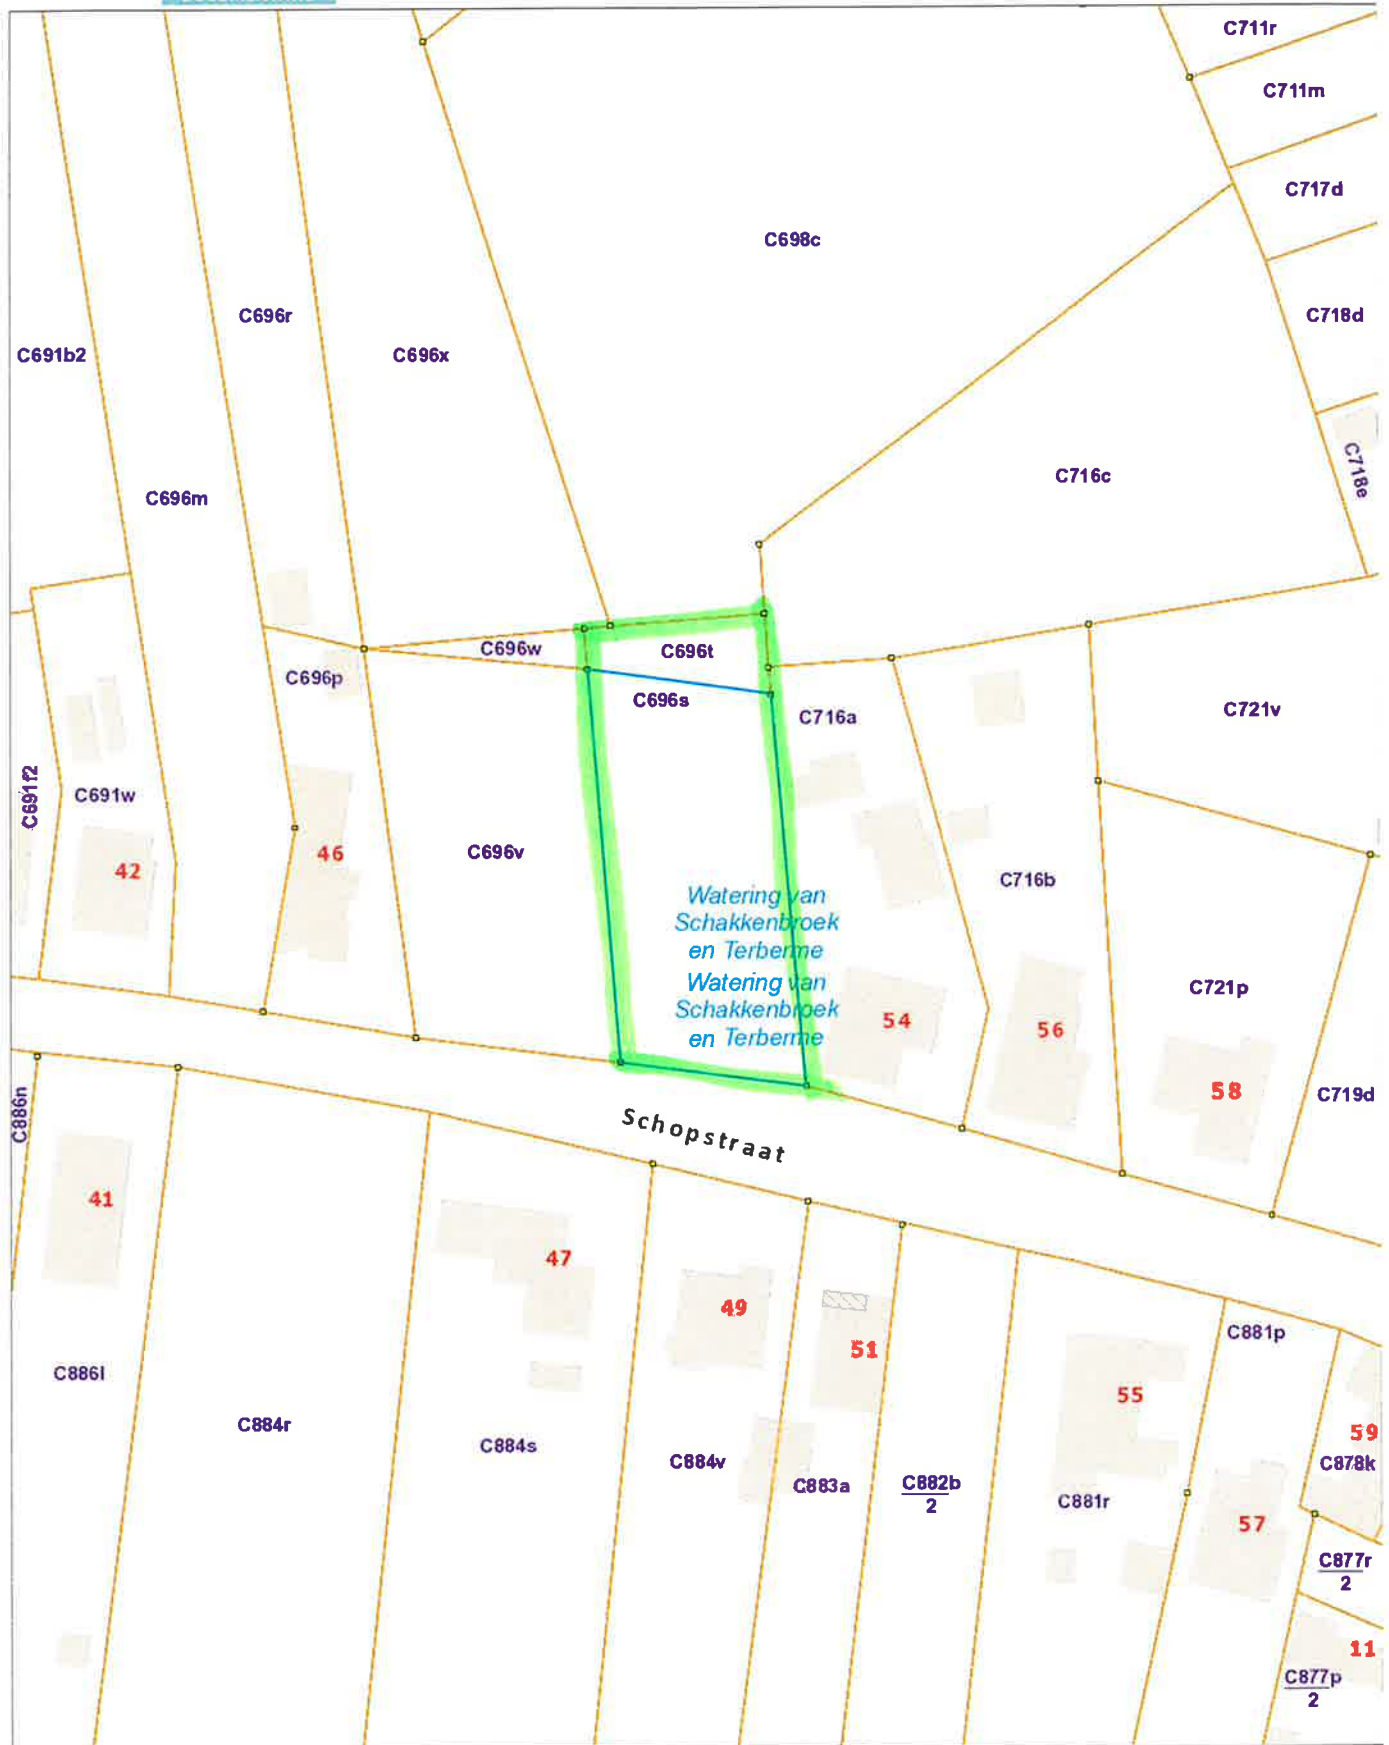 C711r
C711m
C717d
C698c
C718d
C696r
C691b2
C696x
C718e
C716c
C696m
C696w
C696t
C696p
C696s
C716a
C721v
C691f2
C691w
C696v
46
42
C716b
Watering van
Schakkenbroek
en Terberme
Watering van
Schakkenbroek
en Terberme
C721p
54
56
58
C719d
C886n
Schopstraat
41
47
49
51
C881p
C886l
55
C884r
C884s
59
C884v
C878k
C883a
C882b
2
C881r
57
C877r
2
11
C877p
2